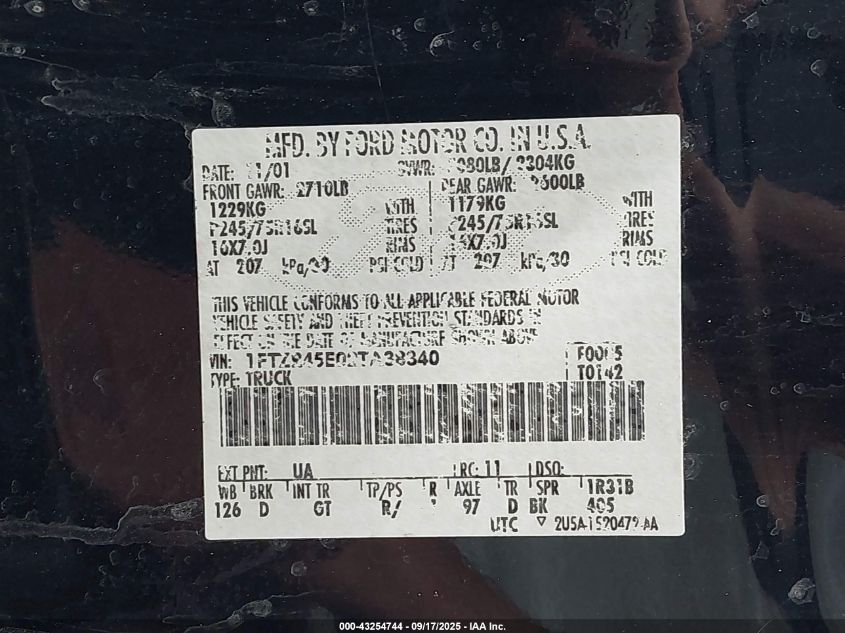 MFD. BY FORD MOTOR CO. IN U.S.A.
DATE: 11/01 GVWR: 5080LB/ 2304KG
FRONT GAWR: 2710LB REAR GAWR: 2600LB
1229KG WITH 1179KG WITH
P245/75R16SL TIRES P245/75R16SL TIRES
16X7.0J RIMS 16X7.0J RIMS
AT 207 kPa/30 PSI COLD AT 207 kPa/30 PSI COLD
THIS VEHICLE CONFORMS TO ALL APPLICABLE FEDERAL MOTOR
VEHICLE SAFETY AND THEFT PREVENTION STANDARDS IN
EFFECT ON THE DATE OF MANUFACTURE SHOWN ABOVE
VIN:
TYPE: TRUCK T0142
EXT PNT: UA RC: 11 DSO:
WB BRK INT TR TP/PS R AXLE TR SPR 1R31B
126 D GT R/ 97 D BK 405
UTC ▽ 2U5A-1520472-AA
000-43254744 - 09/17/2025 - IAA Inc.